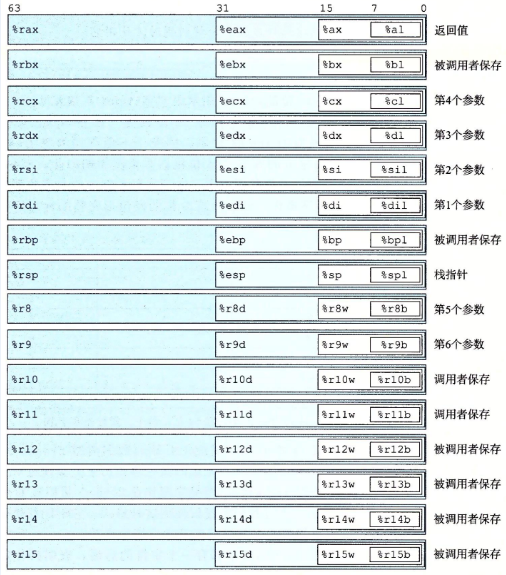 63 31 15 7 0
%rax %eax %ax %al 返回值
%rbx %ebx %bx %bl 被调用者保存
%rcx %ecx %cx %cl 第4个参数
%rdx %edx %dx %dl 第3个参数
%rsi %esi %si %sil 第2个参数
%rdi %edi %di %dil 第1个参数
%rbp %ebp %bp %bpl 被调用者保存
%rsp %esp %sp %spl 栈指针
%r8 %r8d %r8w %r8b 第5个参数
%r9 %r9d %r9w %r9b 第6个参数
%r10 %r10d %r10w %r10b 调用者保存
%r11 %r11d %r11w %r11b 调用者保存
%r12 %r12d %r12w %r12b 被调用者保存
%r13 %r13d %r13w %r13b 被调用者保存
%r14 %r14d %r14w %r14b 被调用者保存
%r15 %r15d %r15w %r15b 被调用者保存